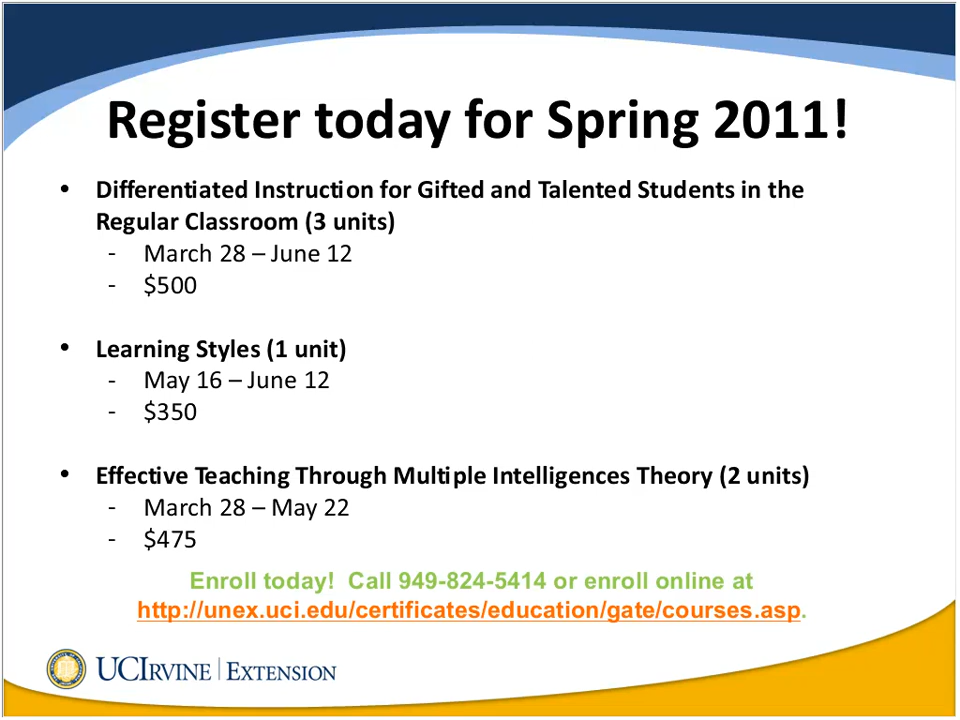 Register today for Spring 2011!
• Differentiated Instruction for Gifted and Talented Students in the
Regular Classroom (3 units)
- March 28 – June 12
- $500
• Learning Styles (1 unit)
- May 16 – June 12
- $350
• Effective Teaching Through Multiple Intelligences Theory (2 units)
- March 28 – May 22
- $475
Enroll today!  Call 949-824-5414 or enroll online at
http://unex.uci.edu/certificates/education/gate/courses.asp.
UCIRVINE | EXTENSION